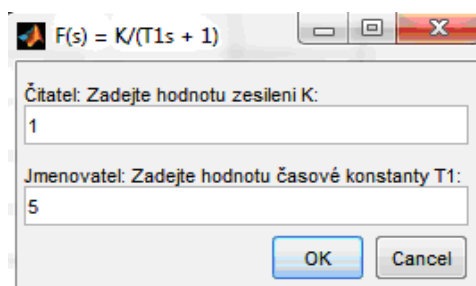 F(s) = K/(T1s + 1)
Čitatel: Zadejte hodnotu zesileni K:
1
Jmenovatel: Zadejte hodnotu časové konstanty T1:
5
OK Cancel